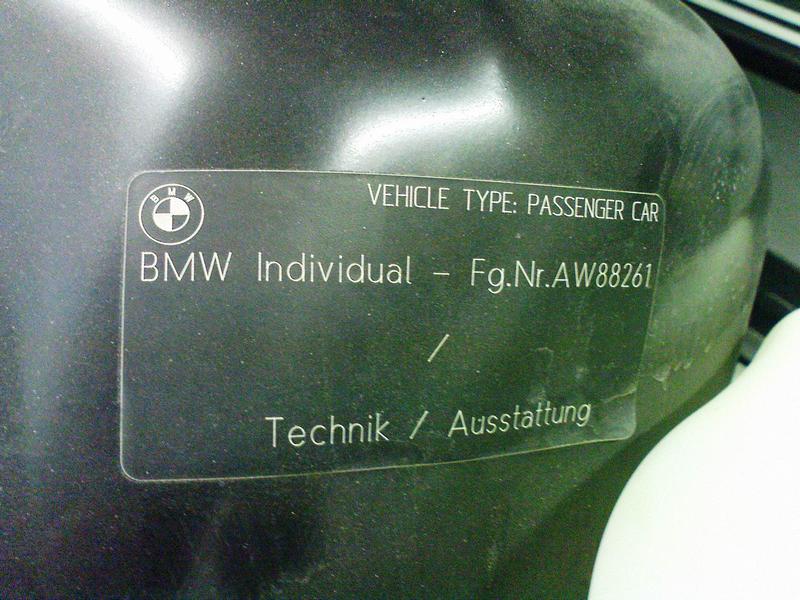 BMW
VEHICLE TYPE: PASSENGER CAR
BMW Individual - Fg.Nr.AW88261
/
Technik / Ausstattung